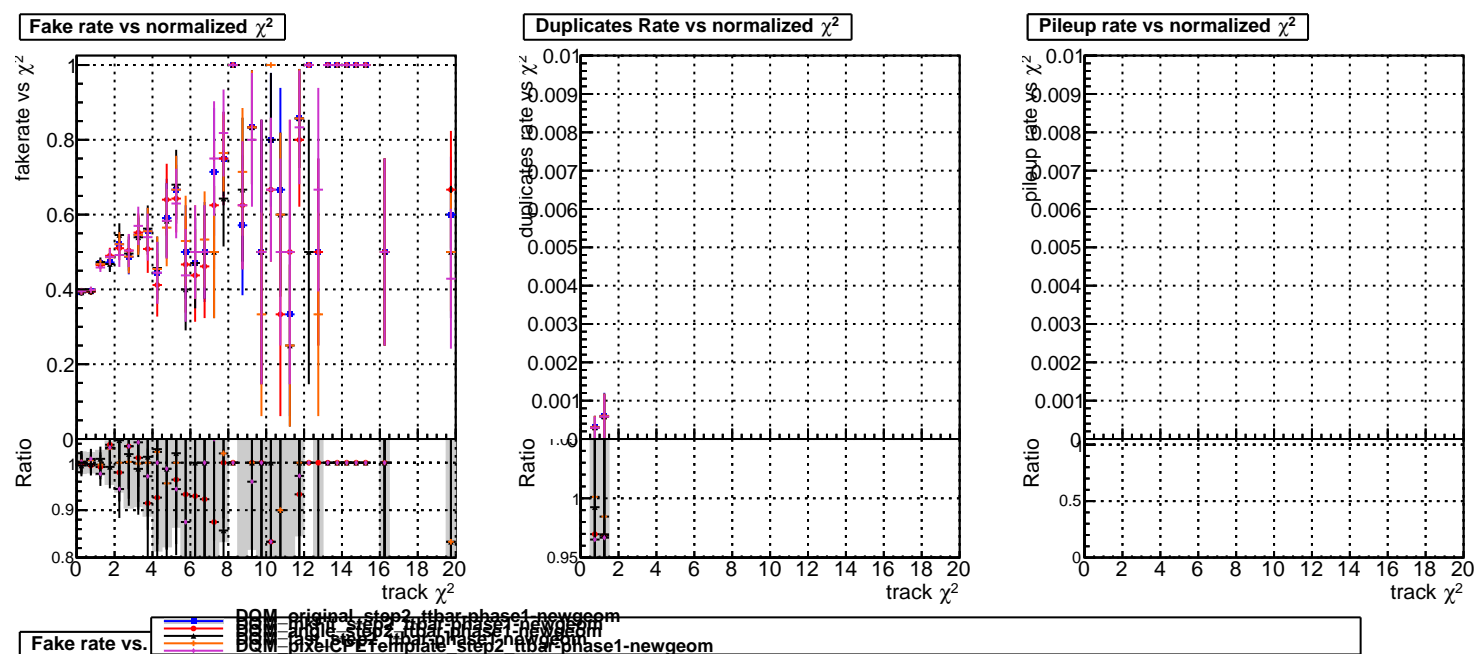 Fake rate vs normalized χ²
fakerate vs χ²
1
0.8
0.6
0.4
0.2
0
Ratio
1
0.9
0.8
0 2 4 6 8 10 12 14 16 18 20
track χ²
Duplicates Rate vs normalized χ²
duplicates rate vs χ²
0.01
0.009
0.008
0.007
0.006
0.005
0.004
0.003
0.002
0.001
0
Ratio
1
0.95
0 2 4 6 8 10 12 14 16 18 20
track χ²
Pileup rate vs normalized χ²
pileup rate vs χ²
0.01
0.009
0.008
0.007
0.006
0.005
0.004
0.003
0.002
0.001
0
Ratio
1
0.5
0
0 2 4 6 8 10 12 14 16 18 20
track χ²
Fake rate vs.
DQM_original_step2_ttbar-phase1-newgeom
DQM_angle_step2_ttbar-phase1-newgeom
DQM_pixelCPETemplate_step2_ttbar-phase1-newgeom